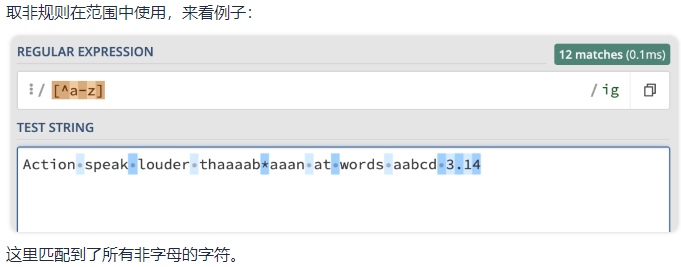 取非规则在范围中使用，来看例子：
REGULAR EXPRESSION 12 matches (0.1ms)
/ [^a-z] / ig
TEST STRING
Action speak louder thaaaab*aaan at words aabcd 3.14
这里匹配到了所有非字母的字符。